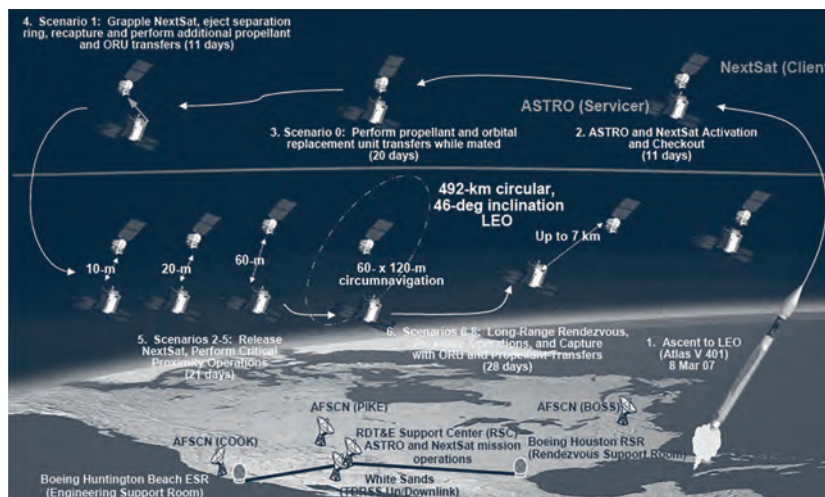 4. Scenario 1: Grapple NextSat, eject separation
ring, recapture and perform additional propellant
and ORU transfers (11 days)
NextSat (Client
ASTRO (Servicer)
3. Scenario 0: Perform propellant and orbital
replacement unit transfers while mated
(20 days)
2. ASTRO and NextSat Activation
and Checkout
(11 days)
492-km circular,
46-deg inclination
LEO
10-m
20-m
60-m
60- x 120-m
circumnavigation
Up to 7 km
5. Scenarios 2-5: Release
NextSat, Perform Critical
Proximity Operations
(21 days)
6. Scenarios 6-8: Long-Range Rendezvous,
Proximity Operations, and Capture
with ORU and Propellant Transfers
(28 days)
1. Ascent to LEO
(Atlas V 401)
8 Mar 07
AFSCN (PIKE)
AFSCN (BOSS)
AFSCN (COOK)
RDT&E Support Center (RSC)
ASTRO and NextSat mission
operations
Boeing Houston RSR
(Rendezvous Support Room)
White Sands
(TDRSS Up/Downlink)
Boeing Huntington Beach ESR
(Engineering Support Room)